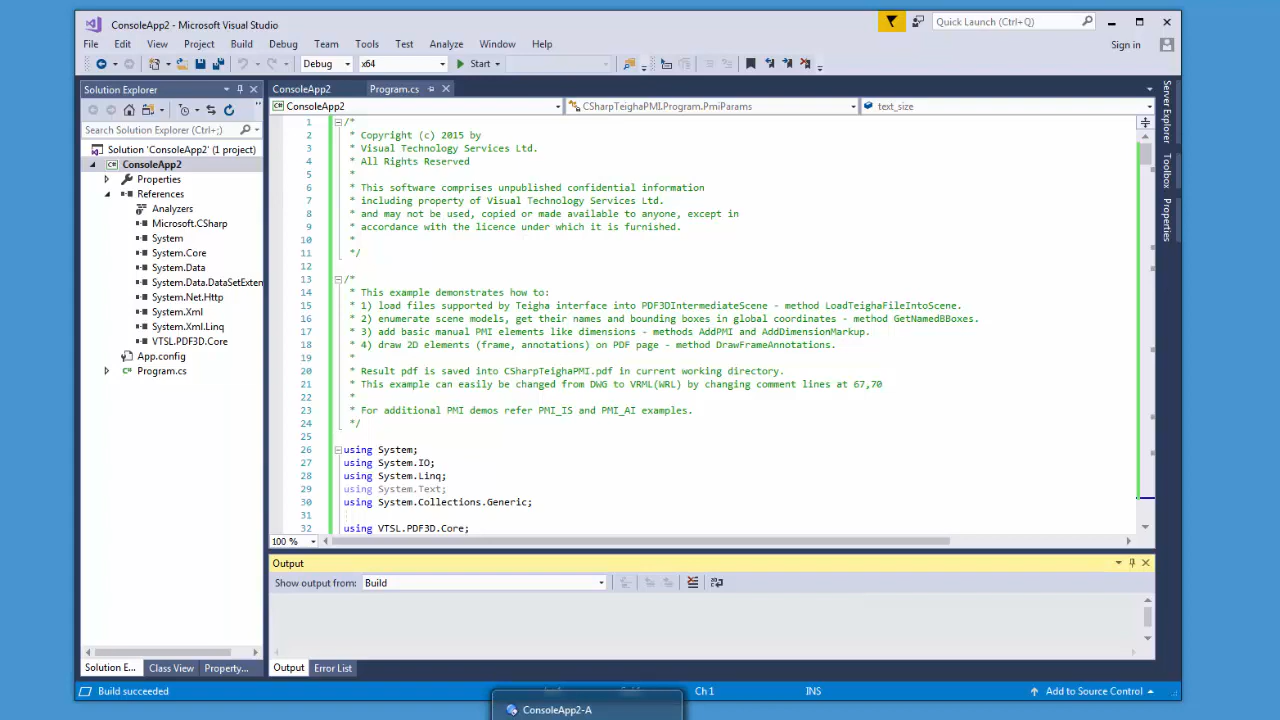 ConsoleApp2 - Microsoft Visual Studio
Quick Launch (Ctrl+Q)
File Edit View Project Build Debug Team Tools Test Analyze Window Help
Sign in
Debug x64 Start
Solution Explorer
ConsoleApp2 Program.cs
ConsoleApp2 CSharpTeighaPMI.Program.PmiParams text_size
Search Solution Explorer (Ctrl+;)
Solution 'ConsoleApp2' (1 project)
ConsoleApp2
Properties
References
Analyzers
Microsoft.CSharp
System
System.Core
System.Data
System.Data.DataSetExten
System.Net.Http
System.Xml
System.Xml.Linq
VTSL.PDF3D.Core
App.config
Program.cs
Solution E... Class View Property...
1 /*
2 * Copyright (c) 2015 by
3 * Visual Technology Services Ltd.
4 * All Rights Reserved
5 *
6 * This software comprises unpublished confidential information
7 * including property of Visual Technology Services Ltd.
8 * and may not be used, copied or made available to anyone, except in
9 * accordance with the licence under which it is furnished.
10 *
11 */
12
13 /*
14 * This example demonstrates how to:
15 * 1) load files supported by Teigha interface into PDF3DIntermediateScene - method LoadTeighaFileIntoScene.
16 * 2) enumerate scene models, get their names and bounding boxes in global coordinates - method GetNamedBBoxes.
17 * 3) add basic manual PMI elements like dimensions - methods AddPMI and AddDimensionMarkup.
18 * 4) draw 2D elements (frame, annotations) on PDF page - method DrawFrameAnnotations.
19 *
20 * Result pdf is saved into CSharpTeighaPMI.pdf in current working directory.
21 * This example can easily be changed from DWG to VRML(WRL) by changing comment lines at 67,70
22 *
23 * For additional PMI demos refer PMI_IS and PMI_AI examples.
24 */
25
26 using System;
27 using System.IO;
28 using System.Linq;
29 using System.Text;
30 using System.Collections.Generic;
31
32 using VTSL.PDF3D.Core;
100 %
Output
Show output from: Build
Output Error List
Server Explorer
Toolbox
Properties
Build succeeded Ch 1 INS Add to Source Control
ConsoleApp2-A